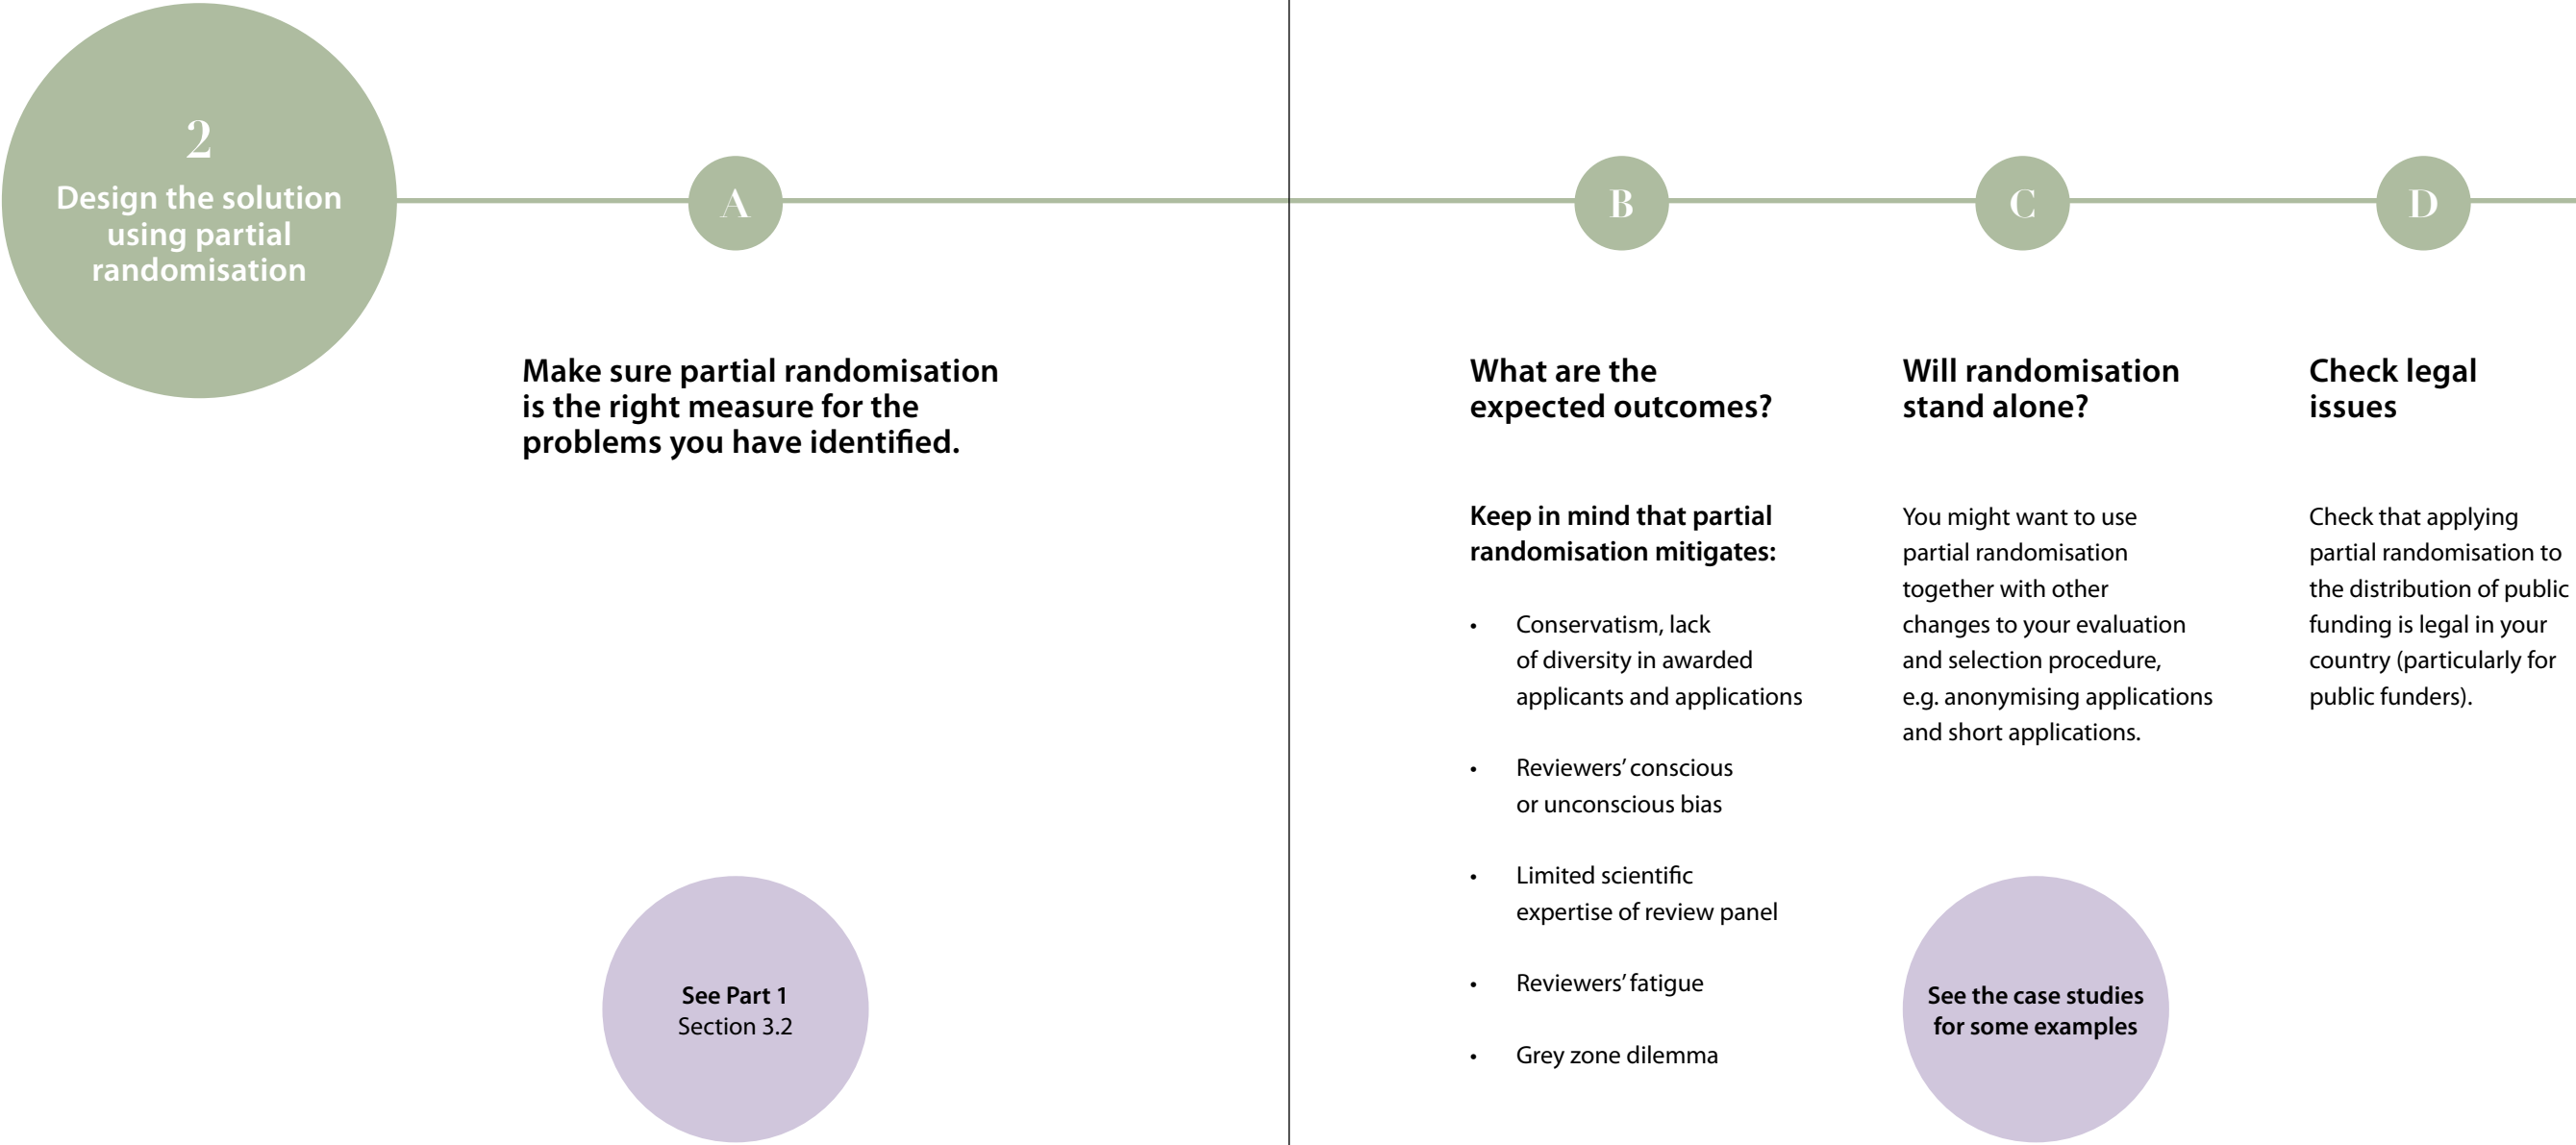 2
Design the solution
using partial
randomisation
A
Make sure partial randomisation
is the right measure for the
problems you have identified.
See Part 1
Section 3.2
B
What are the
expected outcomes?
Keep in mind that partial
randomisation mitigates:
• Conservatism, lack
of diversity in awarded
applicants and applications
• Reviewers’ conscious
or unconscious bias
• Limited scientific
expertise of review panel
• Reviewers’ fatigue
• Grey zone dilemma
C
Will randomisation
stand alone?
You might want to use
partial randomisation
together with other
changes to your evaluation
and selection procedure,
e.g. anonymising applications
and short applications.
See the case studies
for some examples
D
Check legal
issues
Check that applying
partial randomisation to
the distribution of public
funding is legal in your
country (particularly for
public funders).